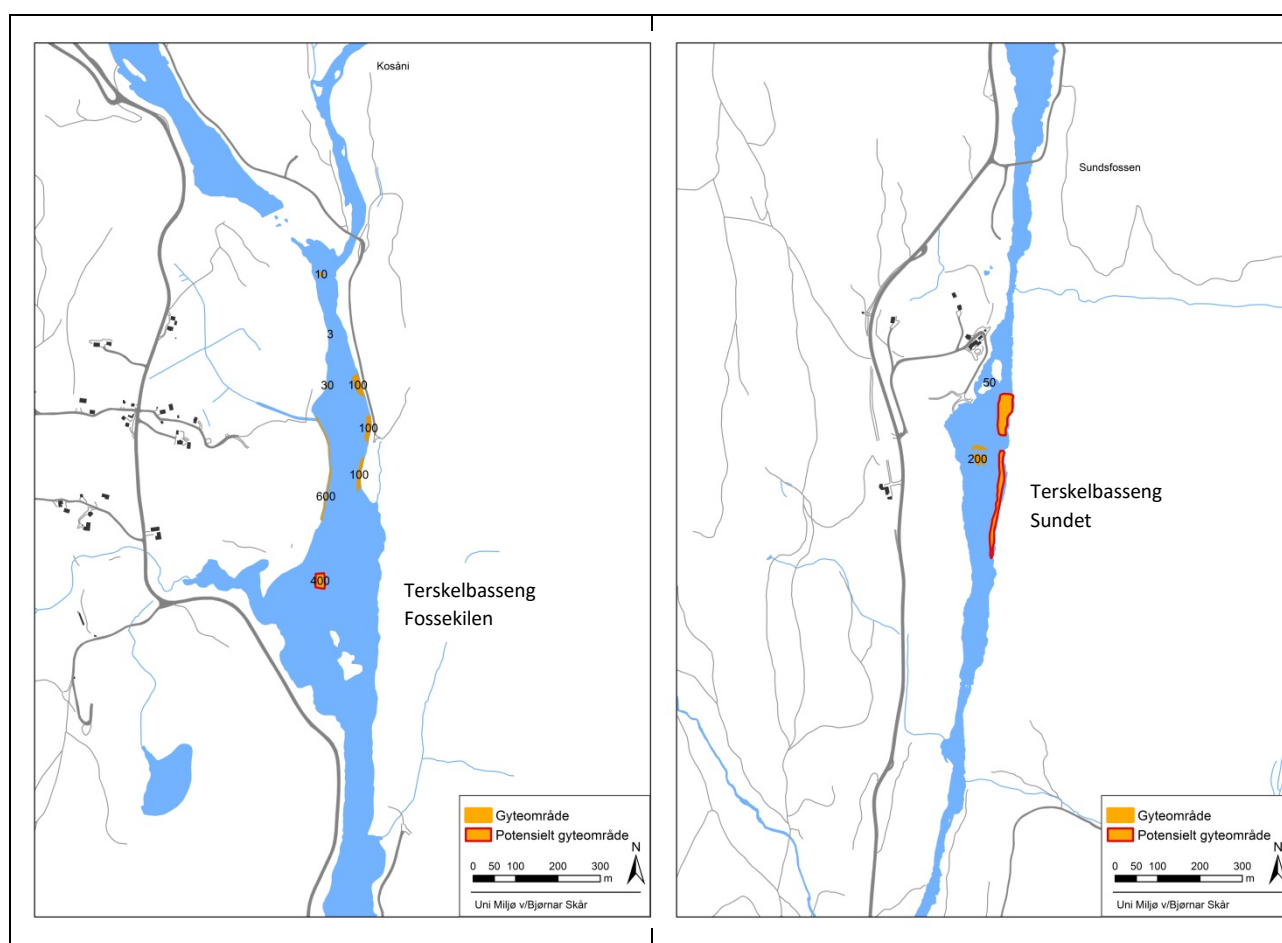 Kosåni
10
3
30
100
100
100
600
400
Terskelbasseng
Fossekilen
Gyteområde
Potensielt gyteområde
N
0 50 100 200 300
m
Uni Miljø v/Bjørnar Skår
Sundsfossen
50
200
Terskelbasseng
Sundet
Gyteområde
Potensielt gyteområde
N
0 50 100 200 300
m
Uni Miljø v/Bjørnar Skår